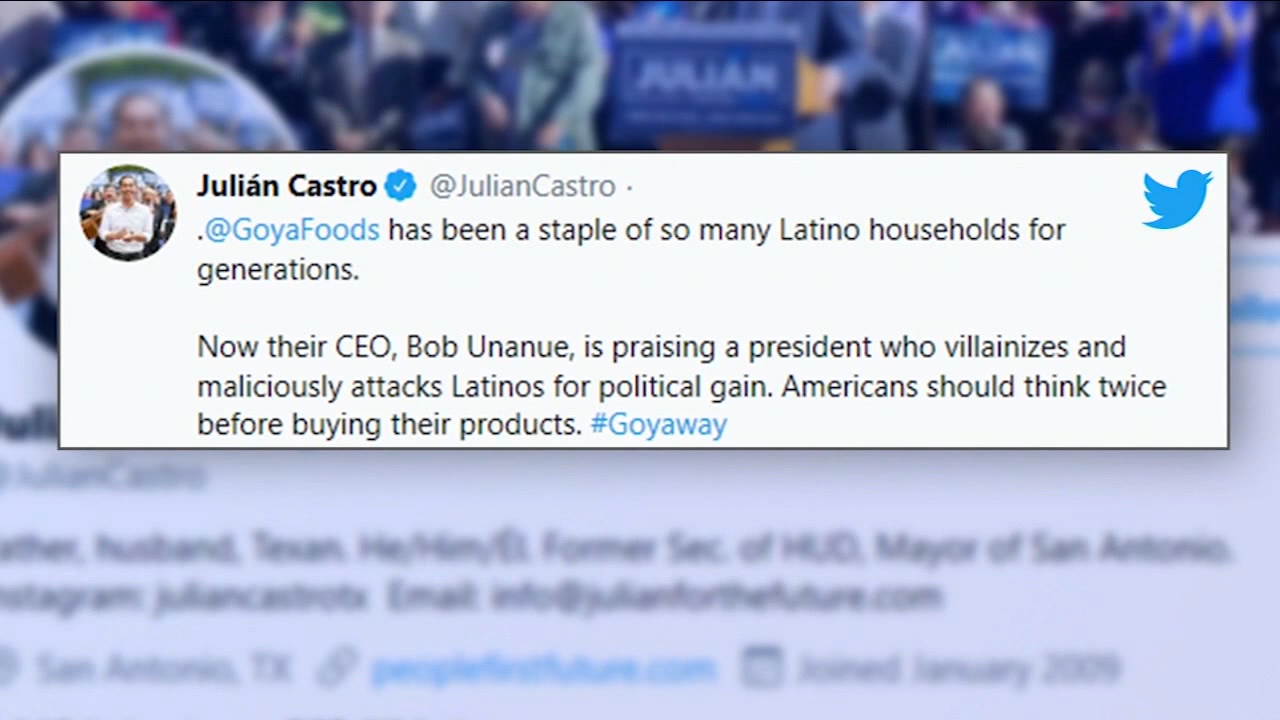 JULIÁN
Julián Castro @JulianCastro ·
.@GoyaFoods has been a staple of so many Latino households for
generations.
Now their CEO, Bob Unanue, is praising a president who villainizes and
maliciously attacks Latinos for political gain. Americans should think twice
before buying their products. #Goyaway
@JulianCastro
father, husband, Texan. He/Him/Él. Former Sec. of HUD, Mayor of San Antonio.
nstagram: juliancastrotx Email: info@julianforthefuture.com
San Antonio, TX peoplefirstfuture.com Joined January 2009